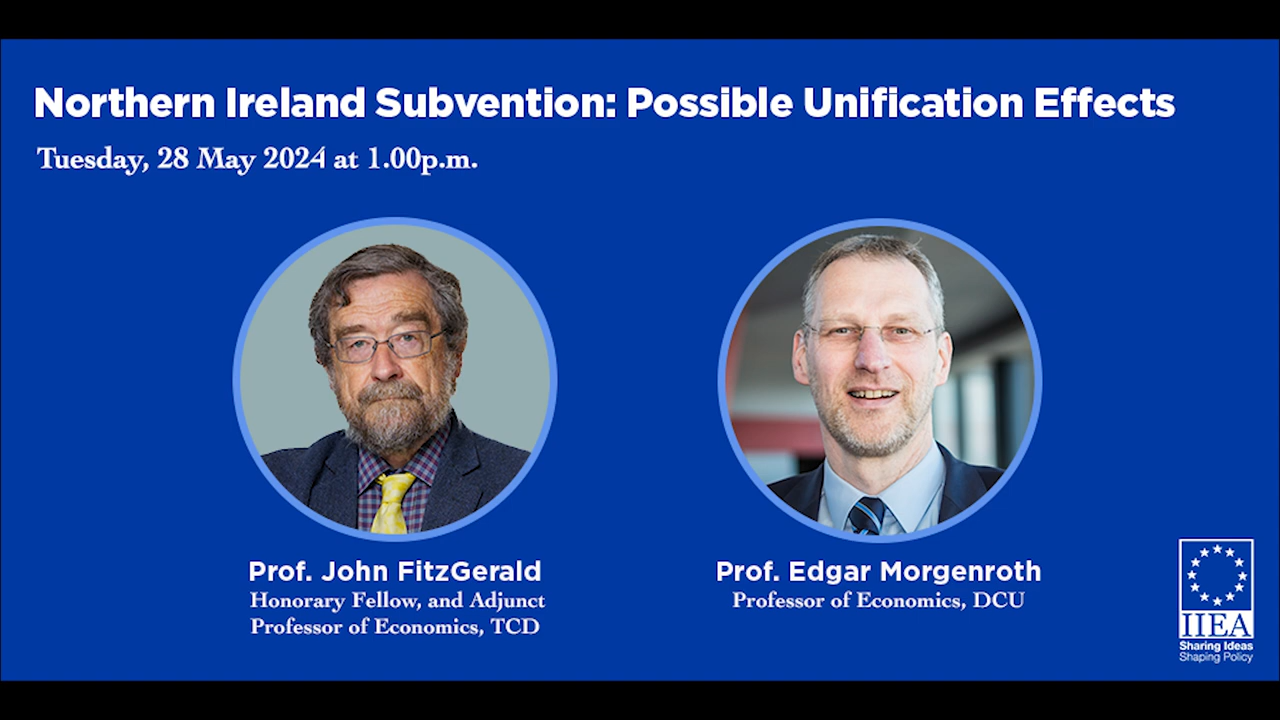 Northern Ireland Subvention: Possible Unification Effects
Tuesday, 28 May 2024 at 1.00p.m.
Prof. John FitzGerald
Honorary Fellow, and Adjunct
Professor of Economics, TCD
Prof. Edgar Morgenroth
Professor of Economics, DCU
IIEA
Sharing Ideas
Shaping Policy